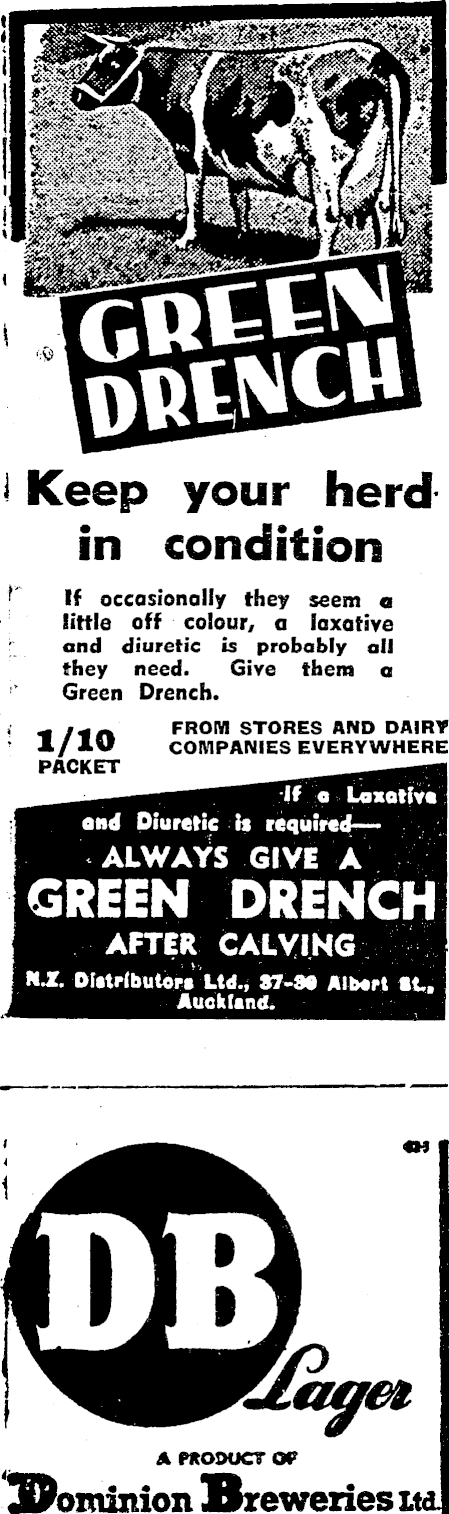 GREEN
DRENCH
Keep your herd
in condition
If occasionally they seem a
little off colour, a laxative
and diuretic is probably all
they need. Give them a
Green Drench.
1/10
PACKET
FROM STORES AND DAIRY
COMPANIES EVERYWHERE
If a Laxative
and Diuretic is required—
ALWAYS GIVE A
GREEN DRENCH
AFTER CALVING
N.Z. Distributors Ltd., Albert St.,
Auckland.
DB
Lager
A PRODUCT OF
Dominion Breweries Ltd.